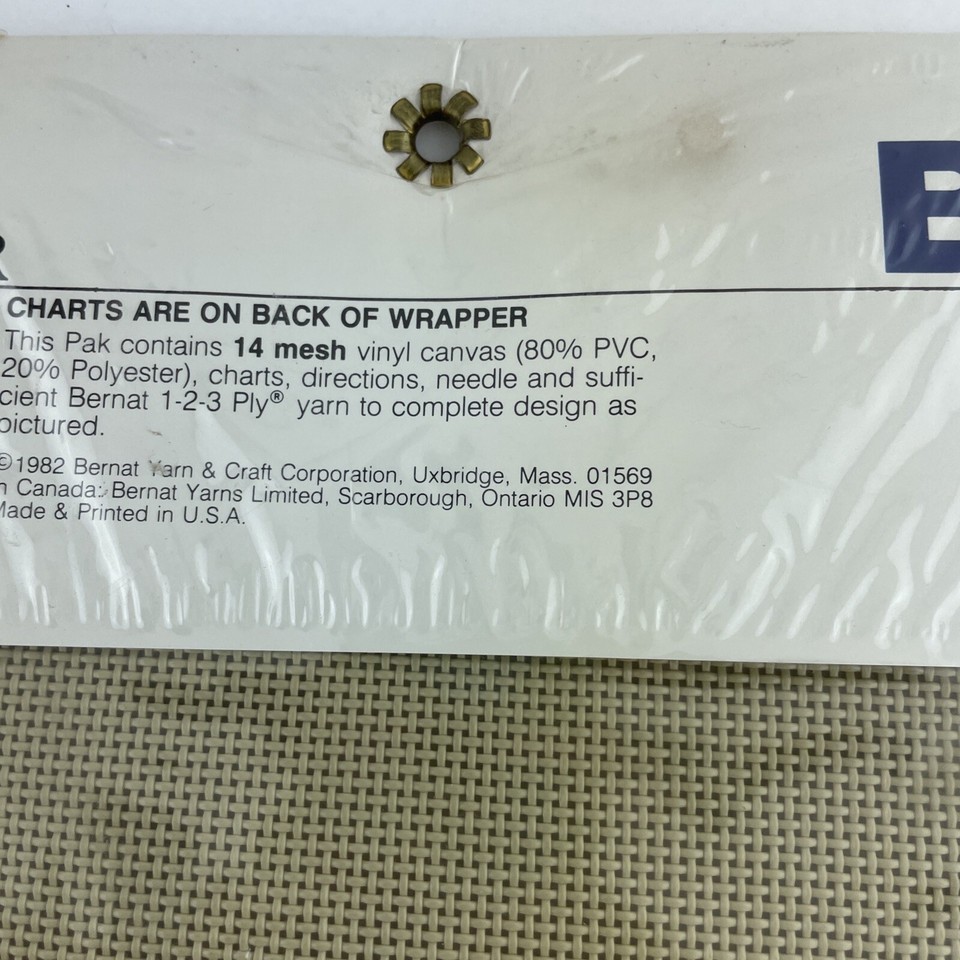 B
R
CHARTS ARE ON BACK OF WRAPPER
This Pak contains 14 mesh vinyl canvas (80% PVC,
20% Polyester), charts, directions, needle and suffi-
cient Bernat 1-2-3 Ply® yarn to complete design as
pictured.
©1982 Bernat Yarn & Craft Corporation, Uxbridge, Mass. 01569
n Canada: Bernat Yarns Limited, Scarborough, Ontario MIS 3P8
Made & Printed in U.S.A.